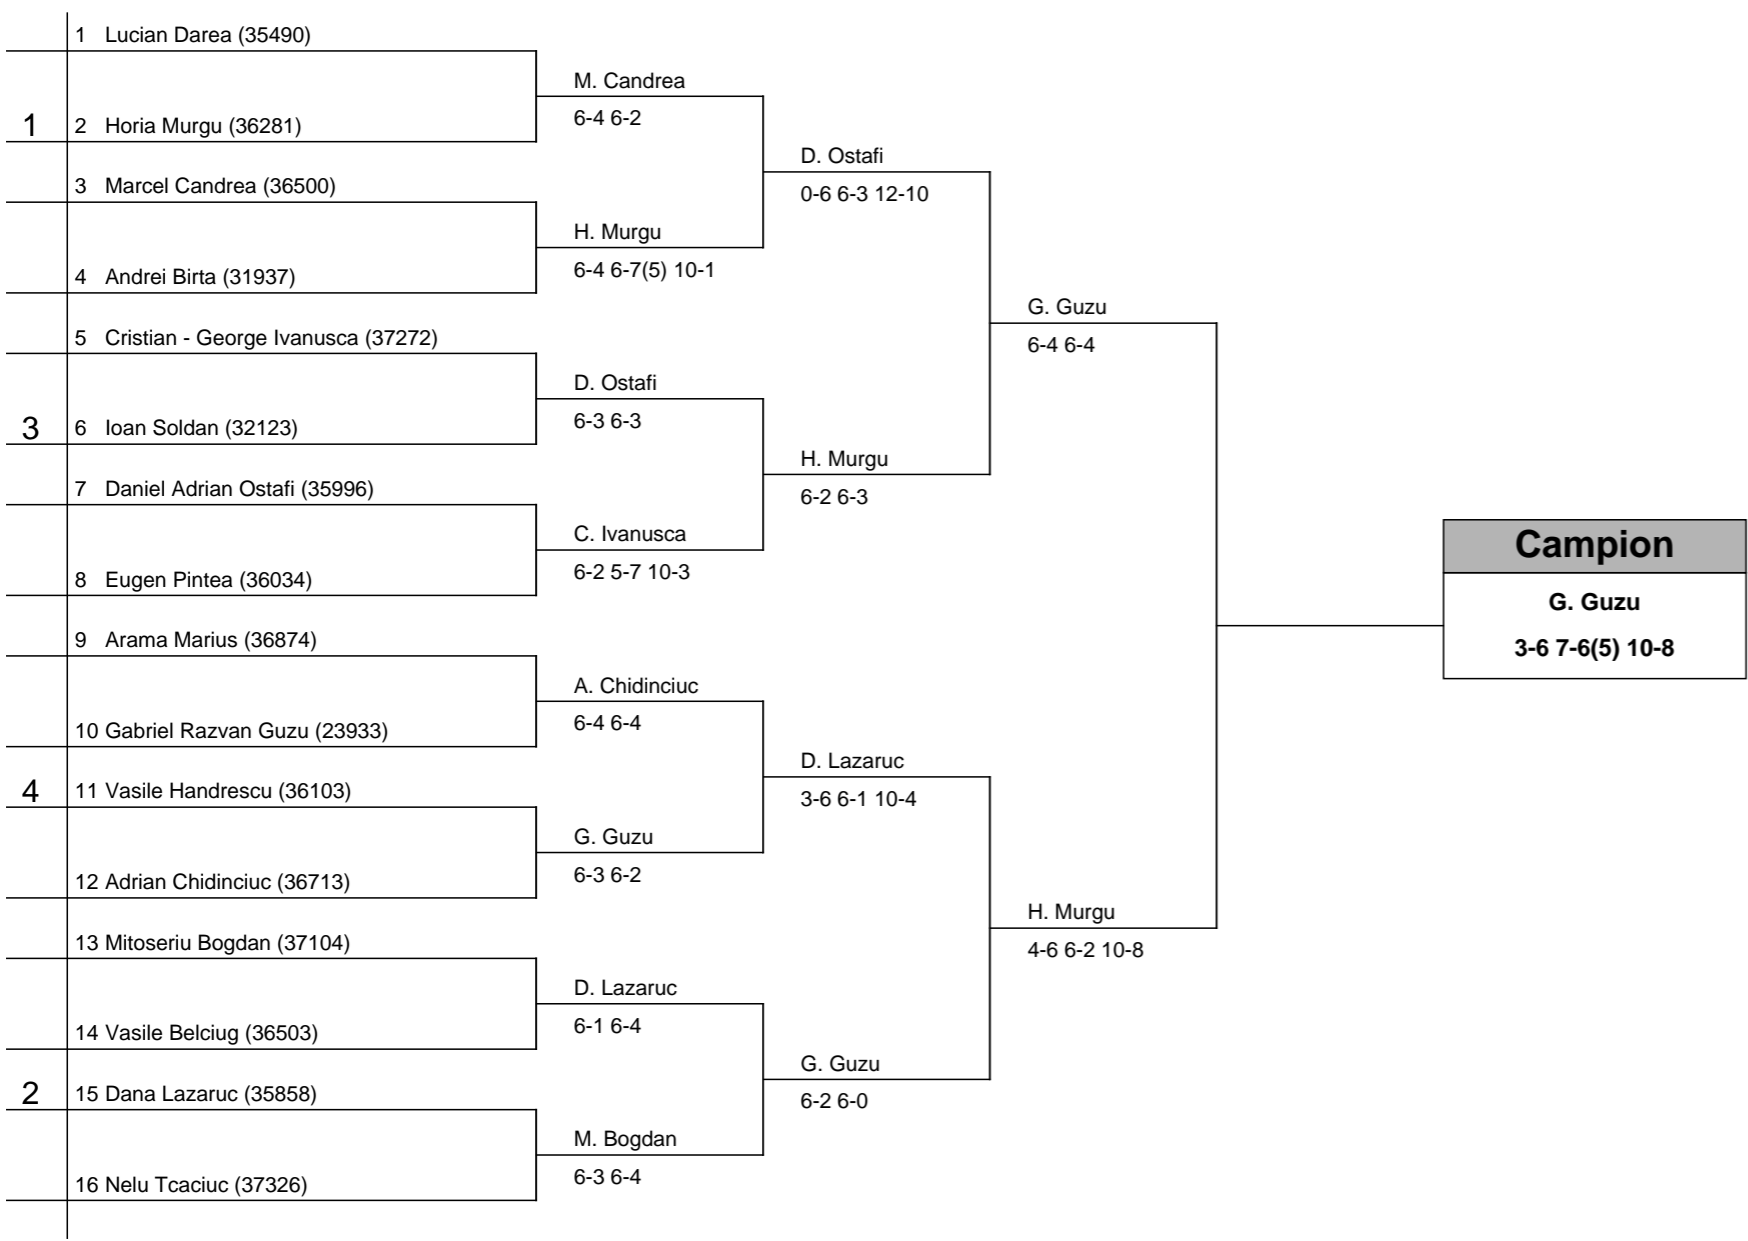 1 Lucian Darea (35490)
M. Candrea
1 2 Horia Murgu (36281)
6-4 6-2
D. Ostafi
3 Marcel Candrea (36500)
0-6 6-3 12-10
H. Murgu
4 Andrei Birta (31937)
6-4 6-7(5) 10-1
G. Guzu
5 Cristian - George Ivanusca (37272)
6-4 6-4
D. Ostafi
3 6 Ioan Soldan (32123)
6-3 6-3
H. Murgu
7 Daniel Adrian Ostafi (35996)
6-2 6-3
C. Ivanusca
Campion
8 Eugen Pintea (36034)
6-2 5-7 10-3
G. Guzu
9 Arama Marius (36874)
3-6 7-6(5) 10-8
A. Chidinciuc
10 Gabriel Razvan Guzu (23933)
6-4 6-4
D. Lazaruc
4 11 Vasile Handrescu (36103)
3-6 6-1 10-4
G. Guzu
12 Adrian Chidinciuc (36713)
6-3 6-2
H. Murgu
13 Mitoseriu Bogdan (37104)
4-6 6-2 10-8
D. Lazaruc
14 Vasile Belciug (36503)
6-1 6-4
G. Guzu
2 15 Dana Lazaruc (35858)
6-2 6-0
M. Bogdan
16 Nelu Tcaciuc (37326)
6-3 6-4